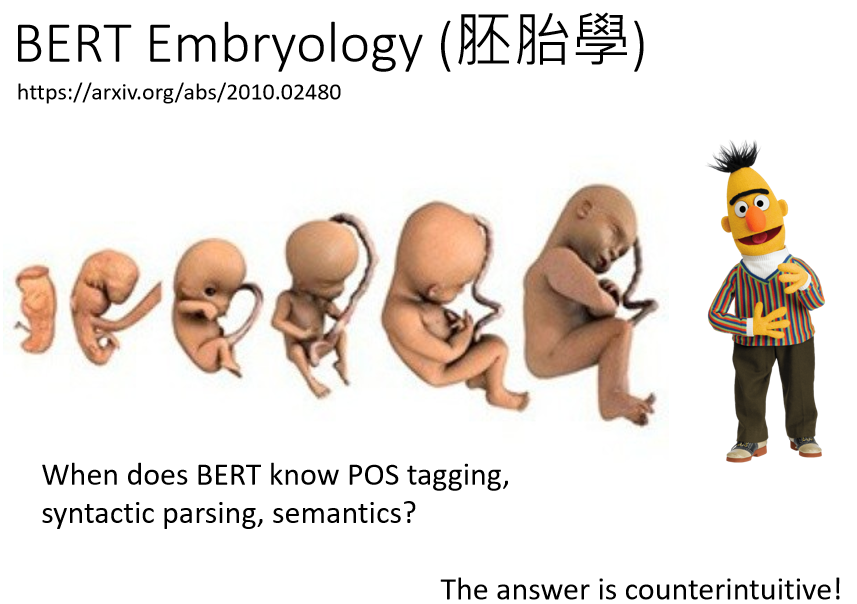 BERT Embryology (胚胎學)
https://arxiv.org/abs/2010.02480
When does BERT know POS tagging,
syntactic parsing, semantics?
The answer is counterintuitive!